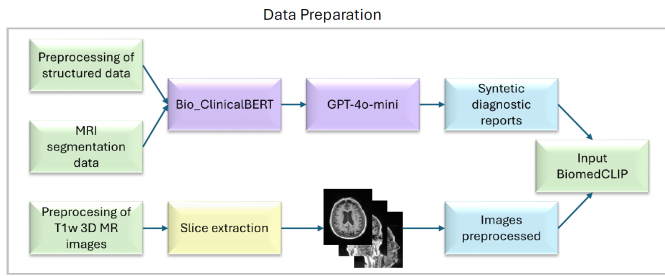 Data Preparation
Preprocessing of
structured data
Bio_ClinicalBERT
GPT-4o-mini
Syntetic
diagnostic
reports
MRI
segmentation
data
Input
BiomedCLIP
Preprocesing of
T1w 3D MR
images
Slice extraction
Images
preprocessed